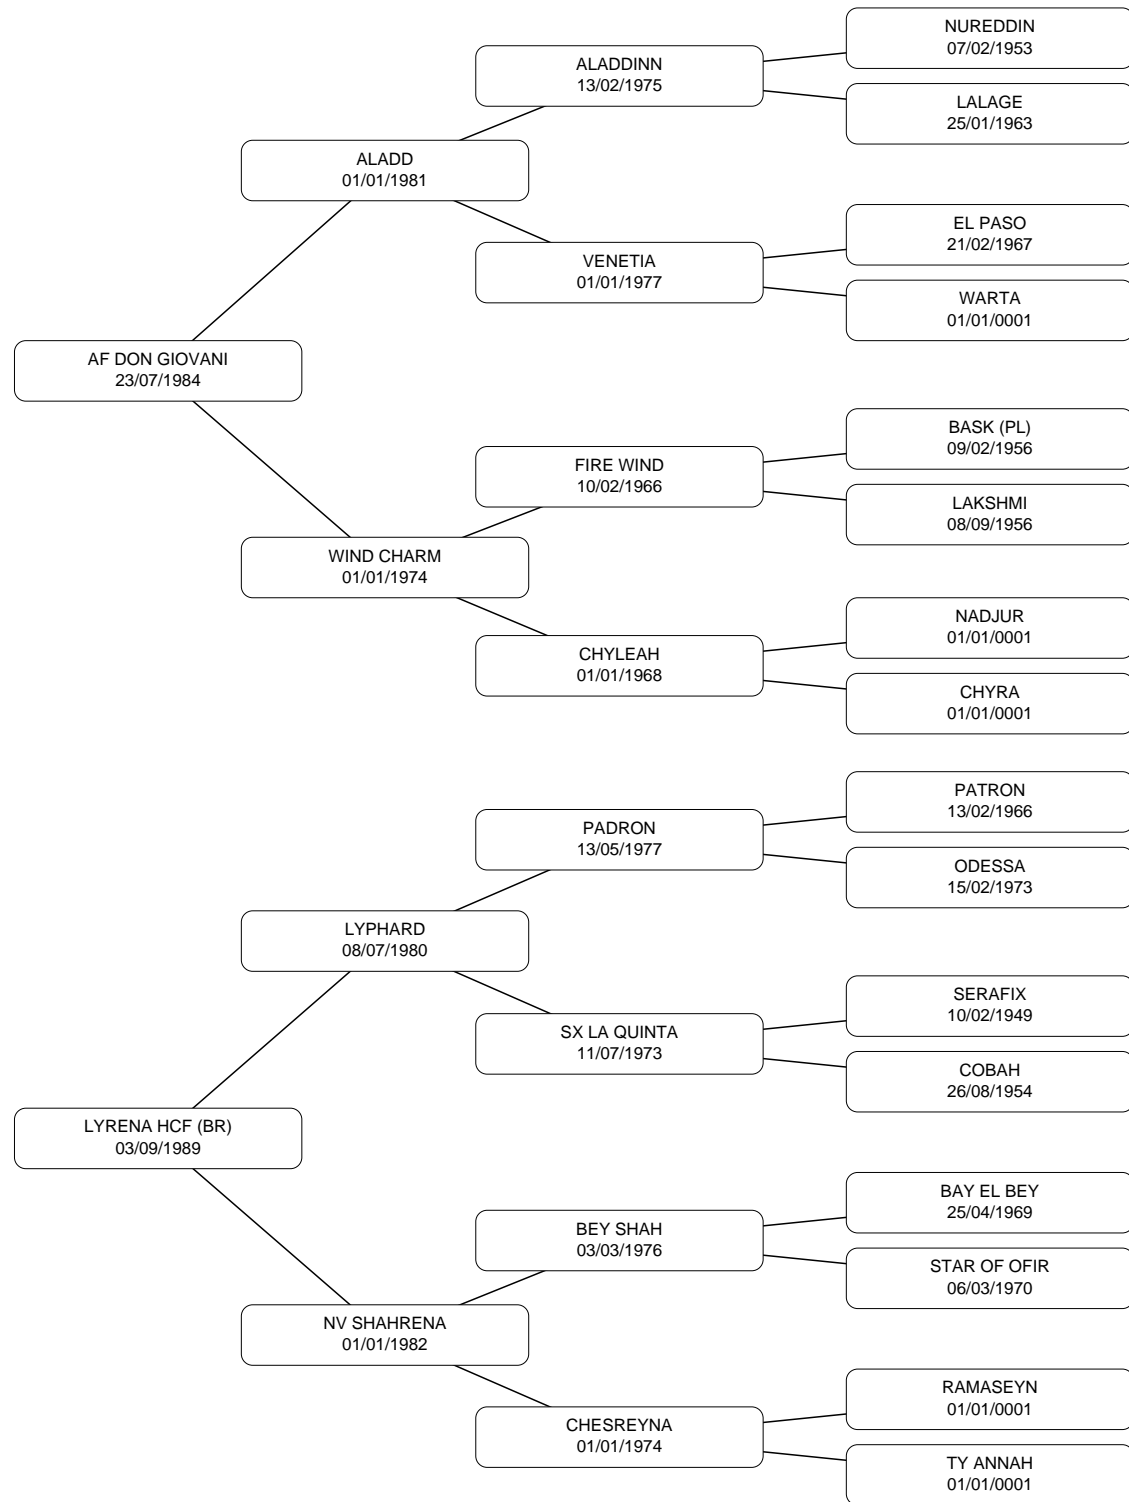 NUREDDIN
07/02/1953
ALADDINN
13/02/1975
LALAGE
25/01/1963
ALADD
01/01/1981
EL PASO
21/02/1967
VENETIA
01/01/1977
WARTA
01/01/0001
AF DON GIOVANI
23/07/1984
BASK (PL)
09/02/1956
FIRE WIND
10/02/1966
LAKSHMI
08/09/1956
WIND CHARM
01/01/1974
NADJUR
01/01/0001
CHYLEAH
01/01/1968
CHYRA
01/01/0001
PATRON
13/02/1966
PADRON
13/05/1977
ODESSA
15/02/1973
LYPHARD
08/07/1980
SERAFIX
10/02/1949
SX LA QUINTA
11/07/1973
COBAH
26/08/1954
LYRENA HCF (BR)
03/09/1989
BAY EL BEY
25/04/1969
BEY SHAH
03/03/1976
STAR OF OFIR
06/03/1970
NV SHAHRENA
01/01/1982
RAMASEYN
01/01/0001
CHESREYNA
01/01/1974
TY ANNAH
01/01/0001